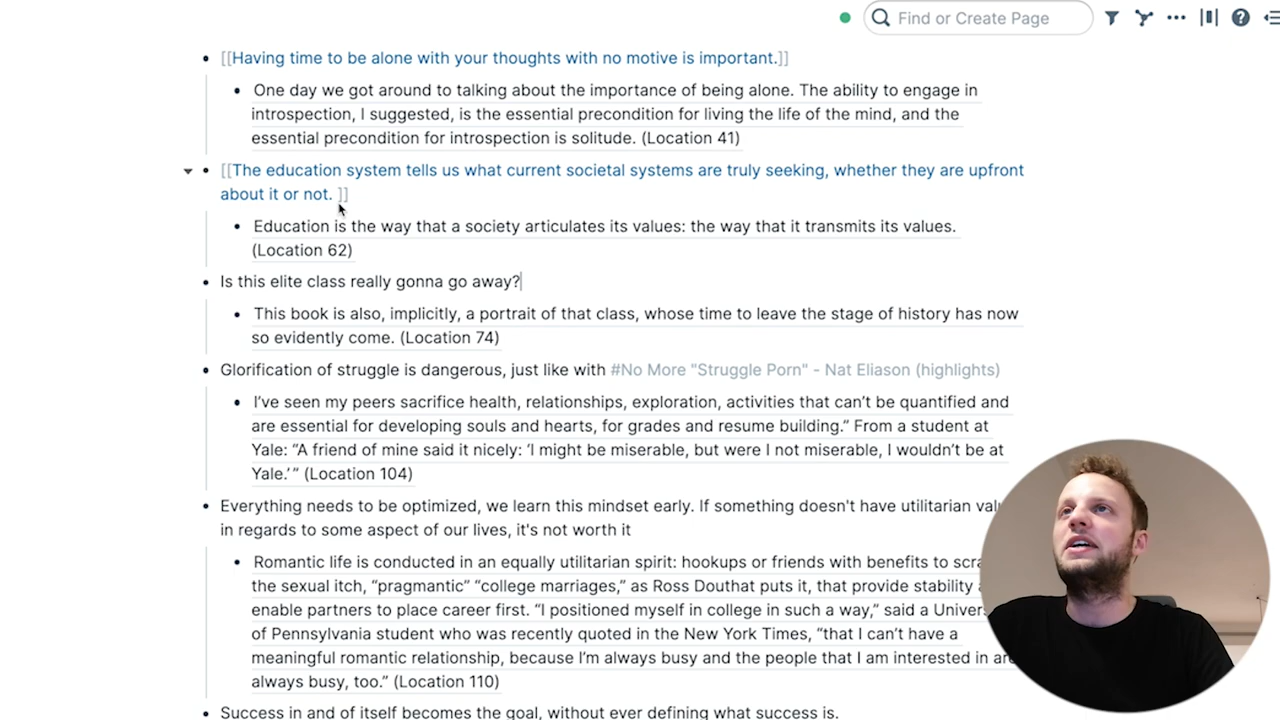 Find or Create Page
[[Having time to be alone with your thoughts with no motive is important.]]
One day we got around to talking about the importance of being alone. The ability to engage in
introspection, I suggested, is the essential precondition for living the life of the mind, and the
essential precondition for introspection is solitude. (Location 41)
[[The education system tells us what current societal systems are truly seeking, whether they are upfront
about it or not. ]]
Education is the way that a society articulates its values: the way that it transmits its values.
(Location 62)
Is this elite class really gonna go away?
This book is also, implicitly, a portrait of that class, whose time to leave the stage of history has now
so evidently come. (Location 74)
Glorification of struggle is dangerous, just like with #No More "Struggle Porn" - Nat Eliason (highlights)
I’ve seen my peers sacrifice health, relationships, exploration, activities that can’t be quantified and
are essential for developing souls and hearts, for grades and resume building.” From a student at
Yale: “A friend of mine said it nicely: ‘I might be miserable, but were I not miserable, I wouldn’t be at
Yale.’” (Location 104)
Everything needs to be optimized, we learn this mindset early. If something doesn't have utilitarian
in regards to some aspect of our lives, it's not worth it
Romantic life is conducted in an equally utilitarian spirit: hookups or friends with benefits to
the sexual itch, “pragmatic” “college marriages,” as Ross Douthat puts it, that provide stability
enable partners to place career first. “I positioned myself in college in such a way,” said a
of Pennsylvania student who was recently quoted in the New York Times, “that I can’t have a
meaningful romantic relationship, because I’m always busy and the people that I am interested in are
always busy, too.” (Location 110)
Success in and of itself becomes the goal, without ever defining what success is.